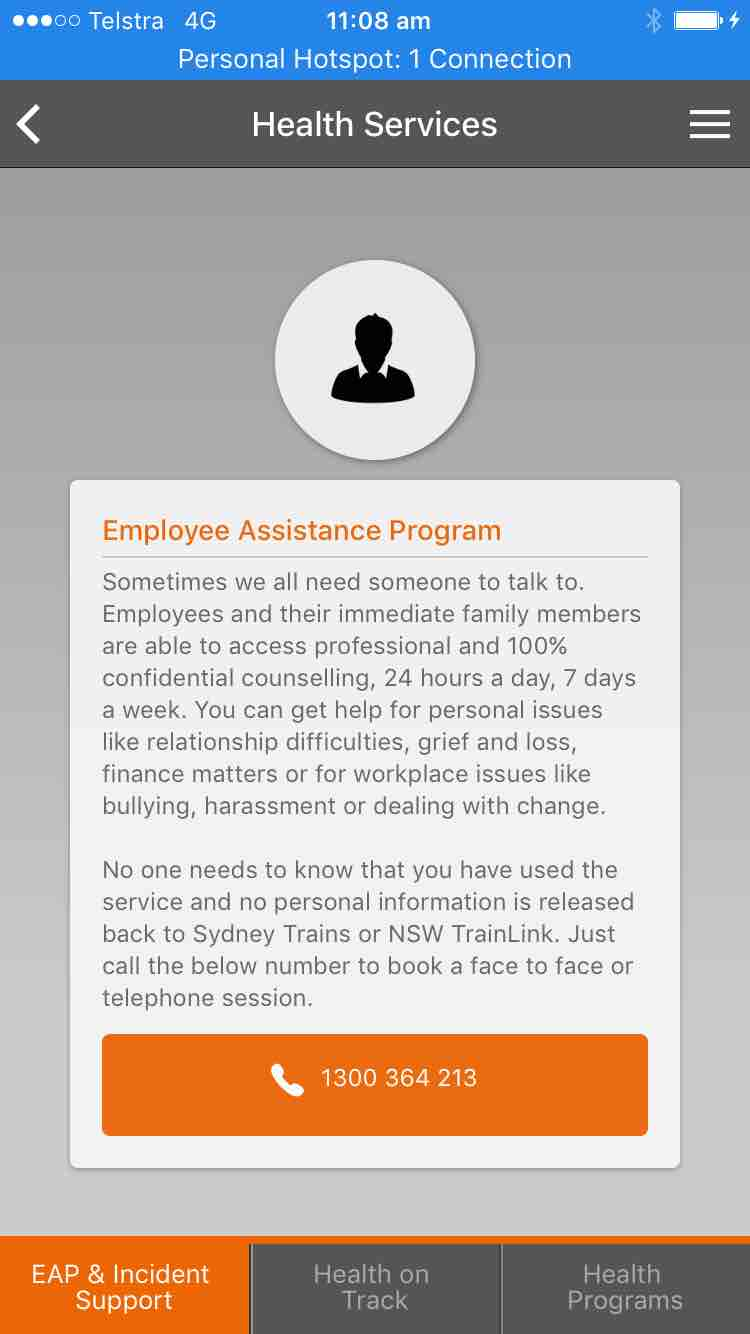 Telstra 4G 11:08 am
Personal Hotspot: 1 Connection
Health Services
Employee Assistance Program
Sometimes we all need someone to talk to.
Employees and their immediate family members
are able to access professional and 100%
confidential counselling, 24 hours a day, 7 days
a week. You can get help for personal issues
like relationship difficulties, grief and loss,
finance matters or for workplace issues like
bullying, harassment or dealing with change.
No one needs to know that you have used the
service and no personal information is released
back to Sydney Trains or NSW TrainLink. Just
call the below number to book a face to face or
telephone session.
1300 364 213
EAP & Incident
Support
Health on
Track
Health
Programs